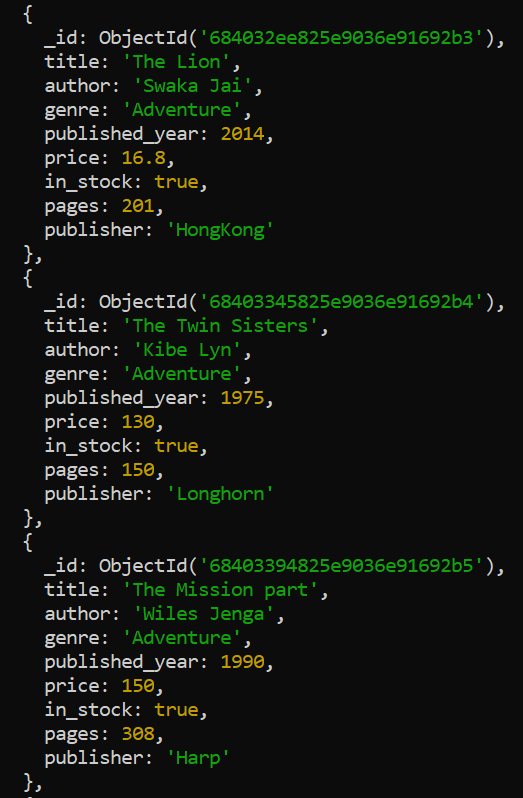 {
_id: ObjectId('684032ee825e9036e91692b3'),
title: 'The Lion',
author: 'Swaka Jai',
genre: 'Adventure',
published_year: 2014,
price: 16.8,
in_stock: true,
pages: 201,
publisher: 'HongKong'
},
{
_id: ObjectId('68403345825e9036e91692b4'),
title: 'The Twin Sisters',
author: 'Kibe Lyn',
genre: 'Adventure',
published_year: 1975,
price: 130,
in_stock: true,
pages: 150,
publisher: 'Longhorn'
},
{
_id: ObjectId('68403394825e9036e91692b5'),
title: 'The Mission part',
author: 'Wiles Jenga',
genre: 'Adventure',
published_year: 1990,
price: 150,
in_stock: true,
pages: 308,
publisher: 'Harp'
},